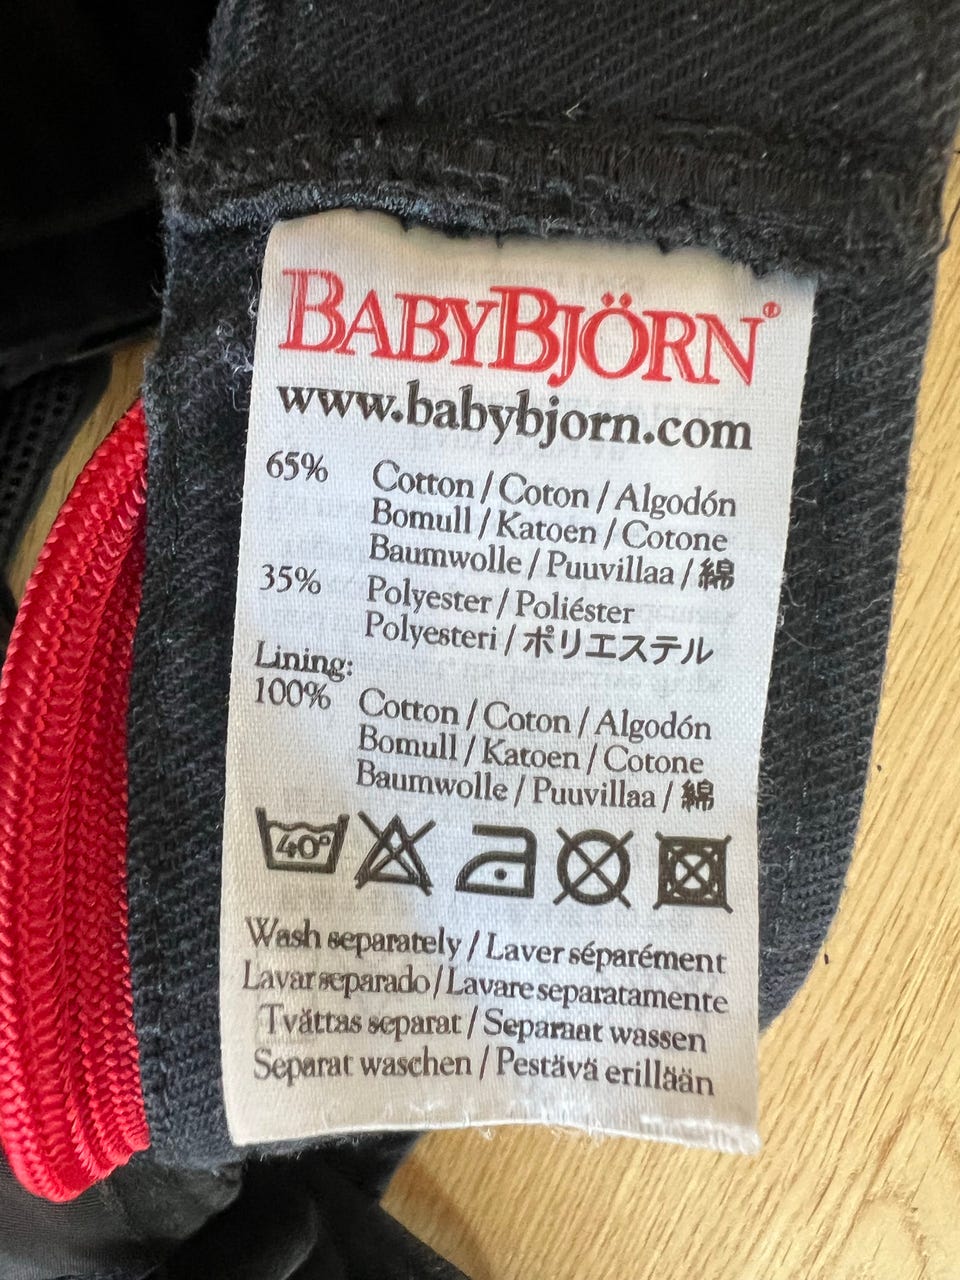 BABYBJÖRN®
www.babybjorn.com
65% Cotton / Coton / Algodón
Bomull / Katoen / Cotone
Baumwolle / Puuvillaa / 綿
35% Polyester / Poliéster
Polyesteri / ポリエステル
Lining:
100% Cotton / Coton / Algodón
Bomull / Katoen / Cotone
Baumwolle / Puuvillaa / 綿
40°
Wash separately / Laver séparément
Lavar separado / Lavare separatamente
Tvättas separat / Separaat wassen
Separat waschen / Pestävä erillään